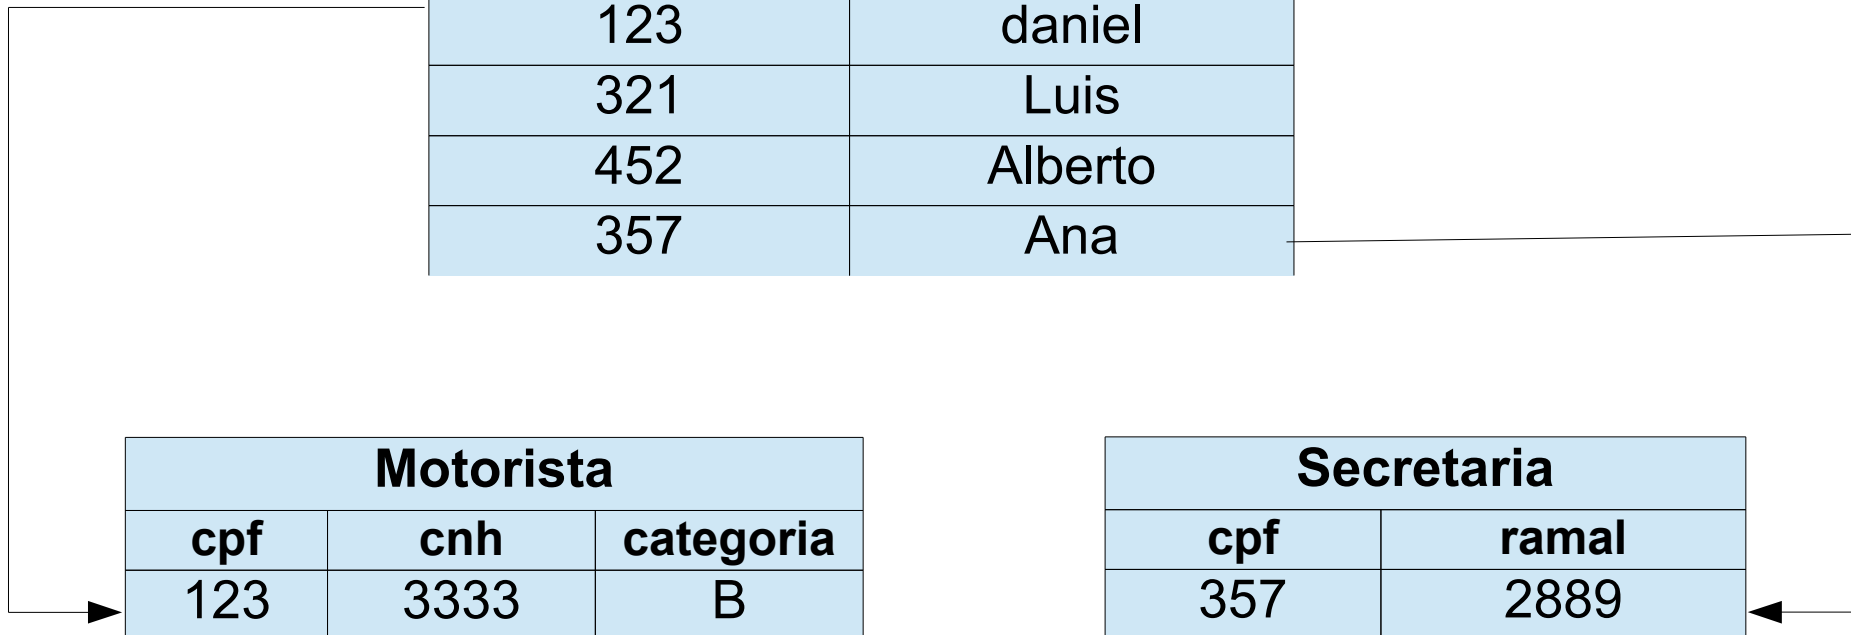 123 daniel
321 Luis
452 Alberto
357 Ana
Motorista
cpf cnh categoria
123 3333 B
Secretaria
cpf ramal
357 2889